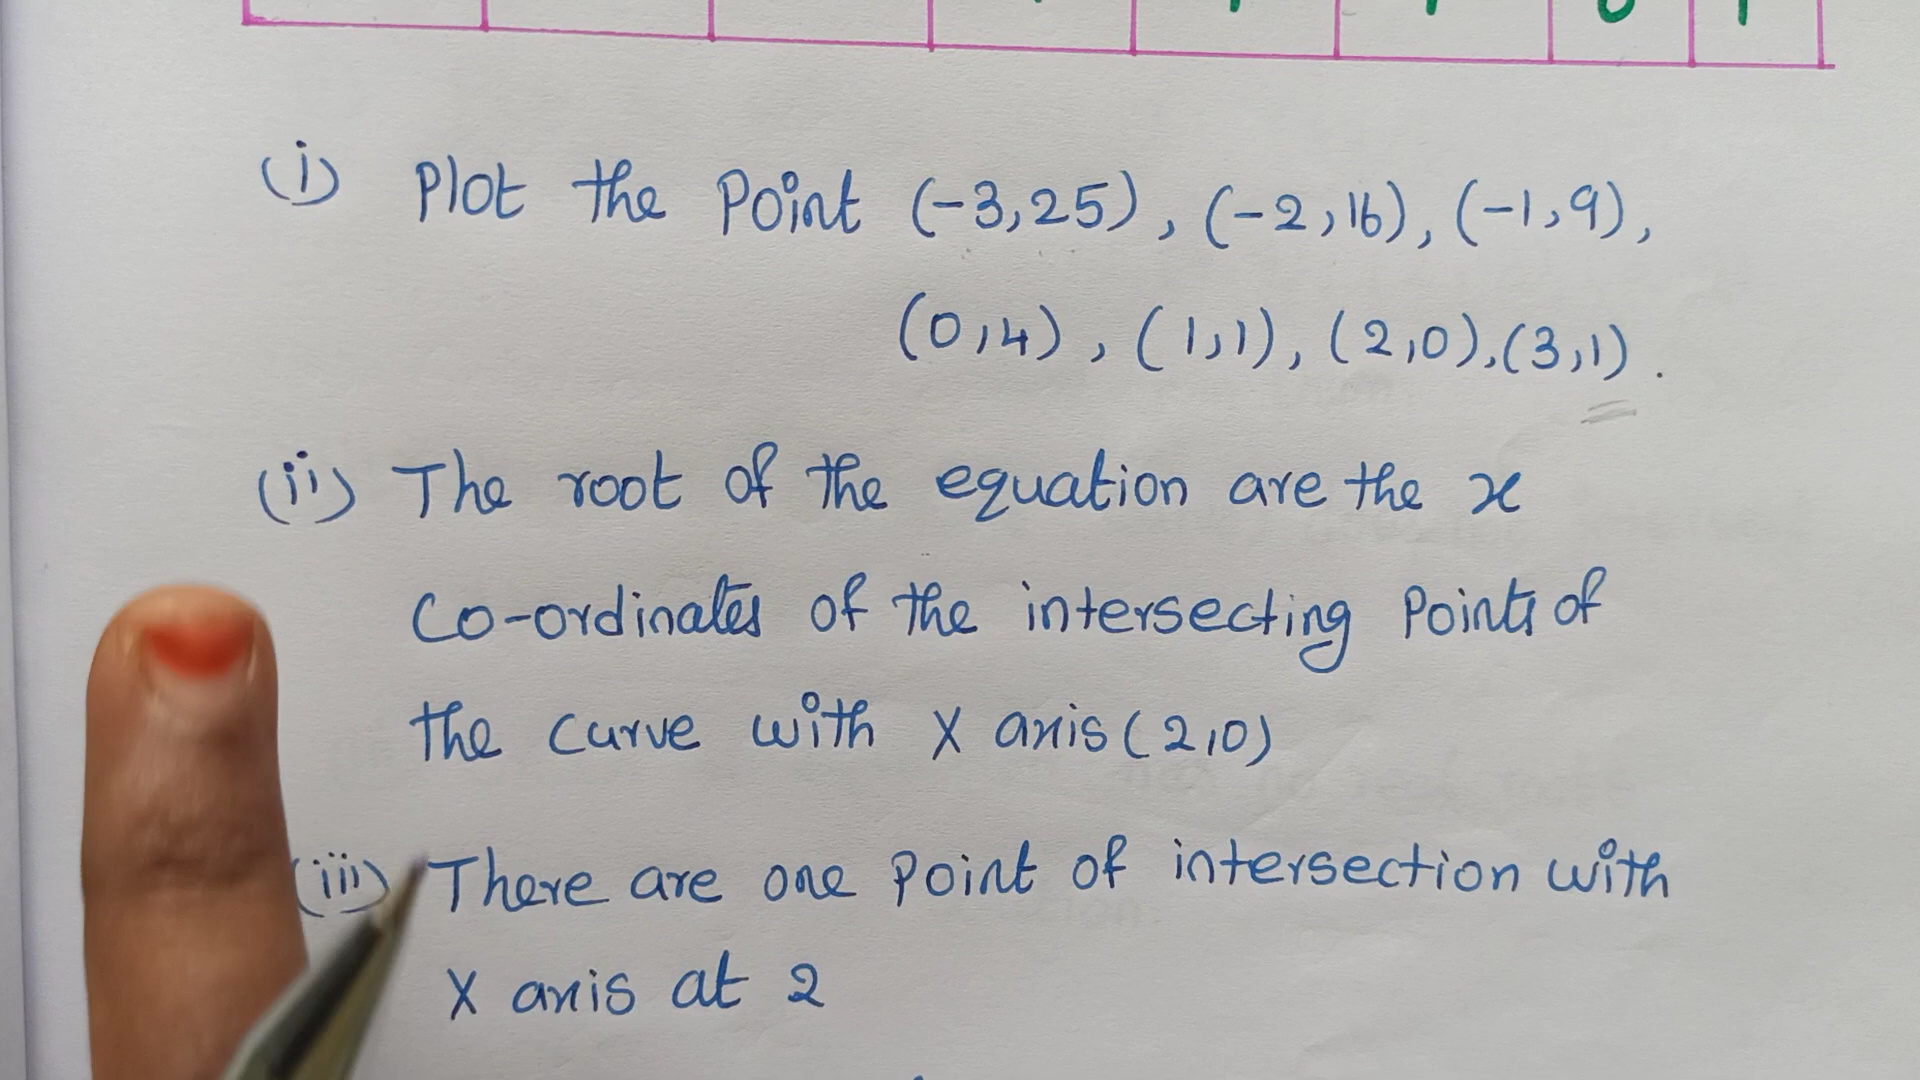 (i) Plot the Point (-3,25), (-2,16), (-1,9),
(0,4), (1,1), (2,0), (3,1).
(ii) The root of the equation are the x
Co-ordinates of the intersecting Points of
the curve with X axis (2,0)
(iii) There are one Point of intersection with
X axis at 2